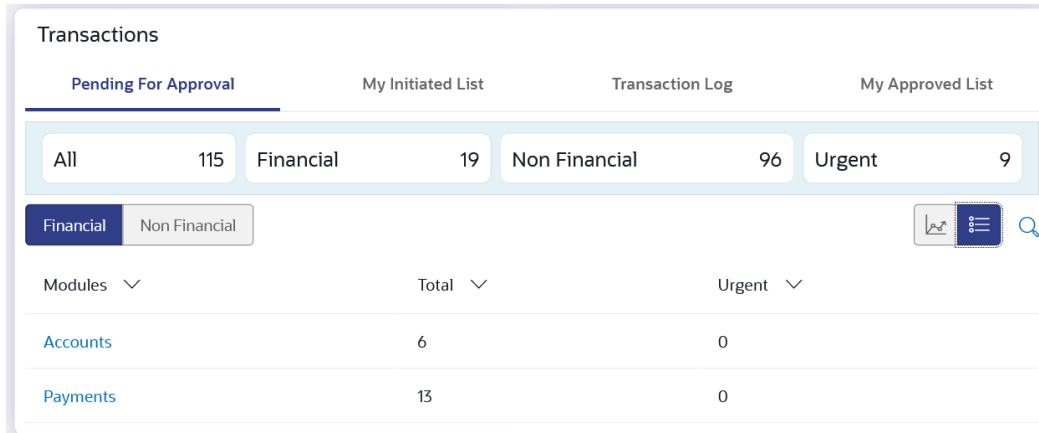 Transactions
Pending For Approval My Initiated List Transaction Log My Approved List
All 115 Financial 19 Non Financial 96 Urgent 9
Financial Non Financial
Modules Total Urgent
Accounts 6 0
Payments 13 0